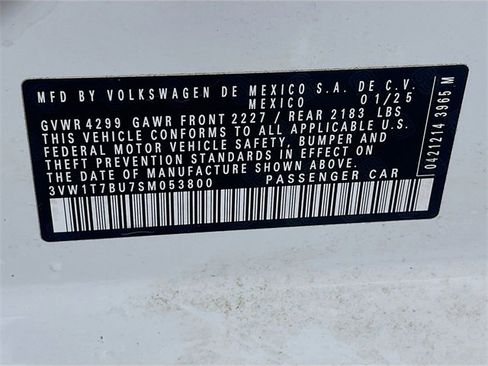 MFD BY VOLKSWAGEN DE MEXICO S.A. DE C.V.
MEXICO 01/25
GVWR 4299 GAWR FRONT 2227 / REAR 2183 LBS
THIS VEHICLE CONFORMS TO ALL APPLICABLE
FEDERAL MOTOR VEHICLE SAFETY, BUMPER AND
THEFT PREVENTION STANDARDS IN EFFECT ON
THE DATE OF MANUFACTURE SHOWN ABOVE.
3VW1T7BU7SM053800 PASSENGER CAR
0421214 3965 M